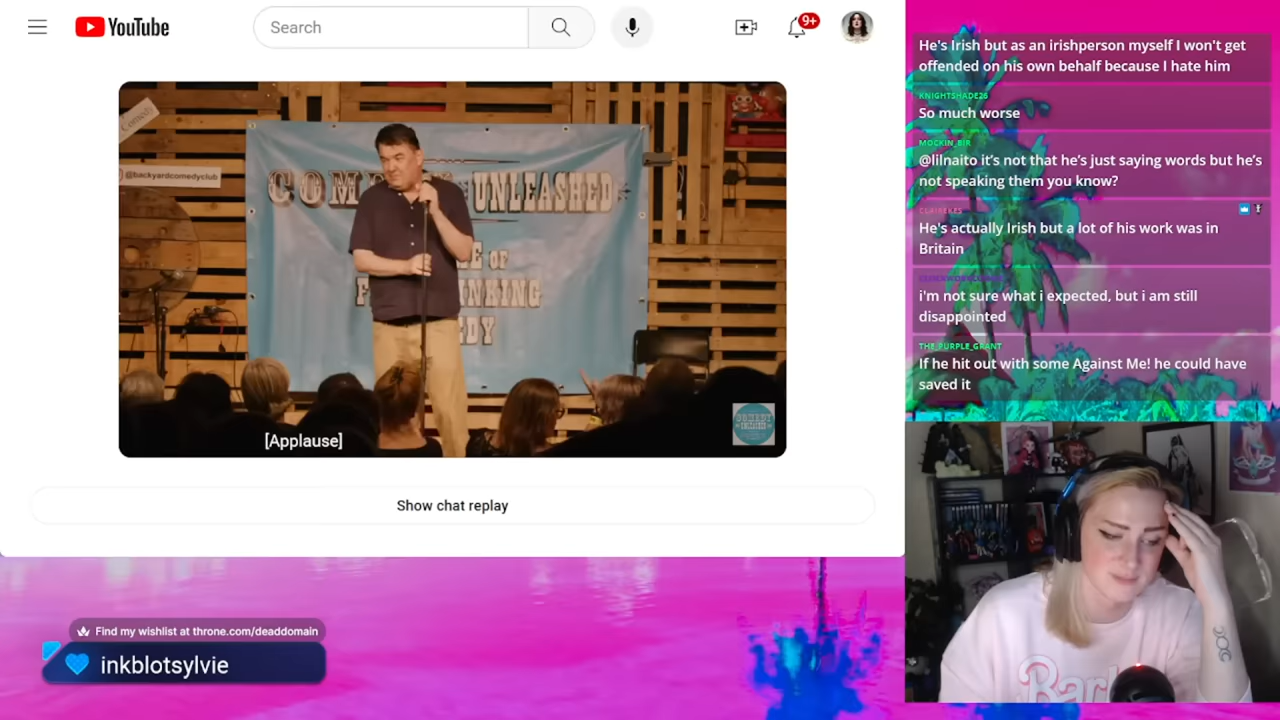 YouTube
Search
9+
Comedy
@backyardcomedyclub
COMEDY UNLEASHED
OF
[Applause]
Show chat replay
Find my wishlist at throne.com/deaddomain
inkblotsylvie
He's Irish but as an irishperson myself I won't get
offended on his own behalf because I hate him
KNIGHTSHADE26
So much worse
MOCKIN_BIR
@lilnaito it's not that he's just saying words but he's
not speaking them you know?
He's actually Irish but a lot of his work was in
Britain
i'm not sure what i expected, but i am still
disappointed
THE_PURPLE_GRANT
If he hit out with some Against Me! he could have
saved it